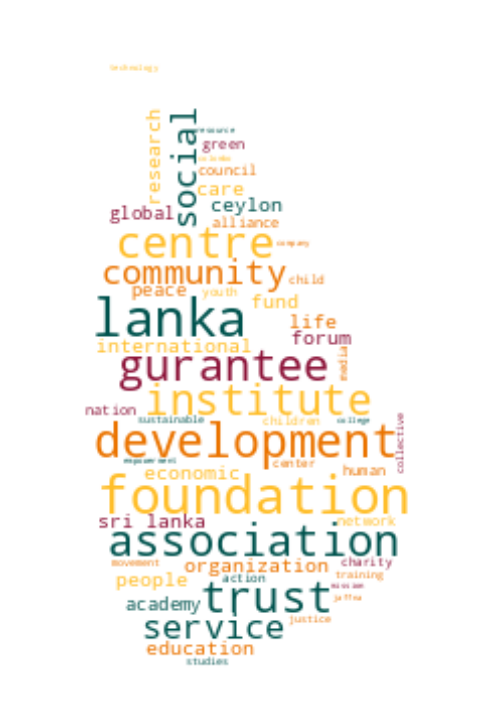 technology
research
social
resource
green
colombo
council
care
ceylon
global
alliance
centre
company
community
child
peace
youth
fund
lanka
life
forum
international
gurantee
media
institute
nation
sustainable
children
college
development
collective
empowerment
center
human
economic
foundation
sri lanka
network
association
movement
organization
charity
training
people
action
mission
trust
jaffna
academy
service
justice
education
studies